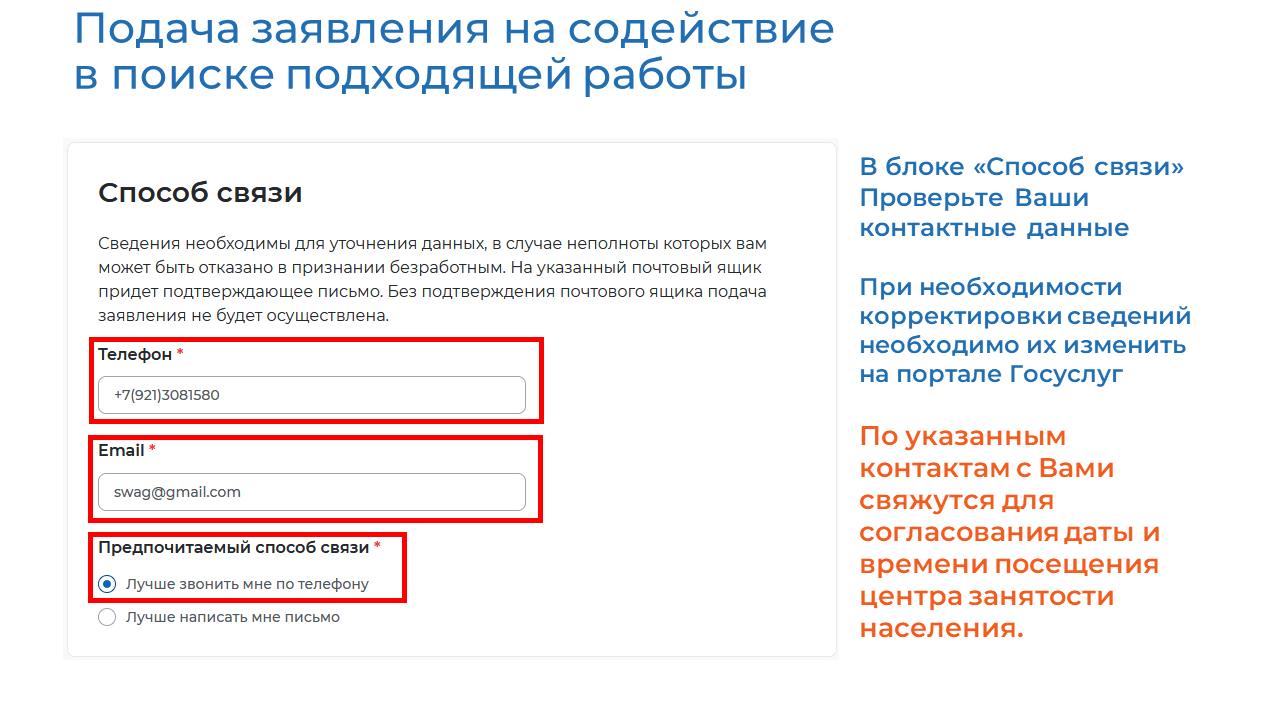 Подача заявления на содействие
в поиске подходящей работы
Способ связи
Сведения необходимы для уточнения данных, в случае неполноты которых вам
может быть отказано в признании безработным. На указанный почтовый ящик
придет подтверждающее письмо. Без подтверждения почтового ящика подача
заявления не будет осуществлена.
Телефон *
+7(921)3081580
Email *
swag@gmail.com
Предпочитаемый способ связи *
Лучше звонить мне по телефону
Лучше написать мне письмо
В блоке «Способ связи»
Проверьте Ваши
контактные данные
При необходимости
корректировки сведений
необходимо их изменить
на портале Госуслуг
По указанным
контактам с Вами
свяжутся для
согласования даты и
времени посещения
центра занятости
населения.